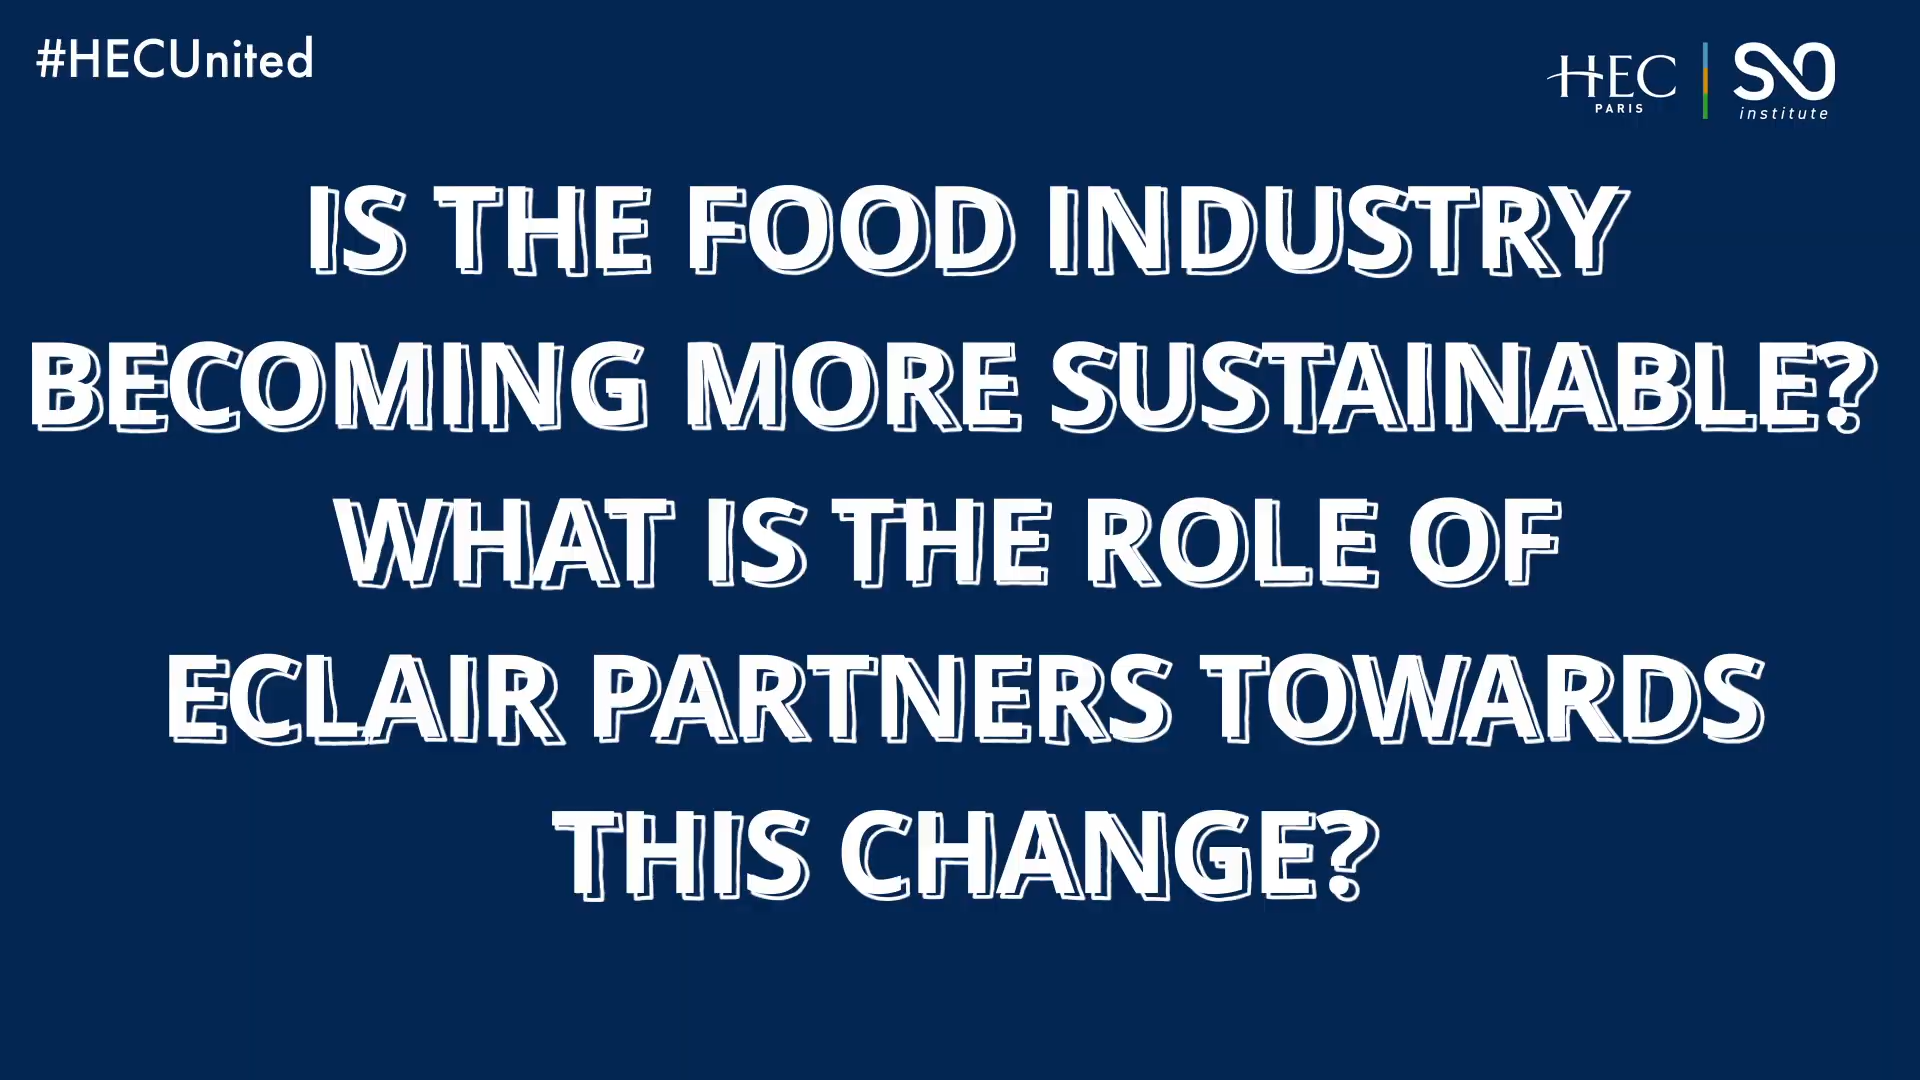 #HECUnited
HEC
PARIS
SO
institute
IS THE FOOD INDUSTRY
BECOMING MORE SUSTAINABLE?
WHAT IS THE ROLE OF
ECLAIR PARTNERS TOWARDS
THIS CHANGE?